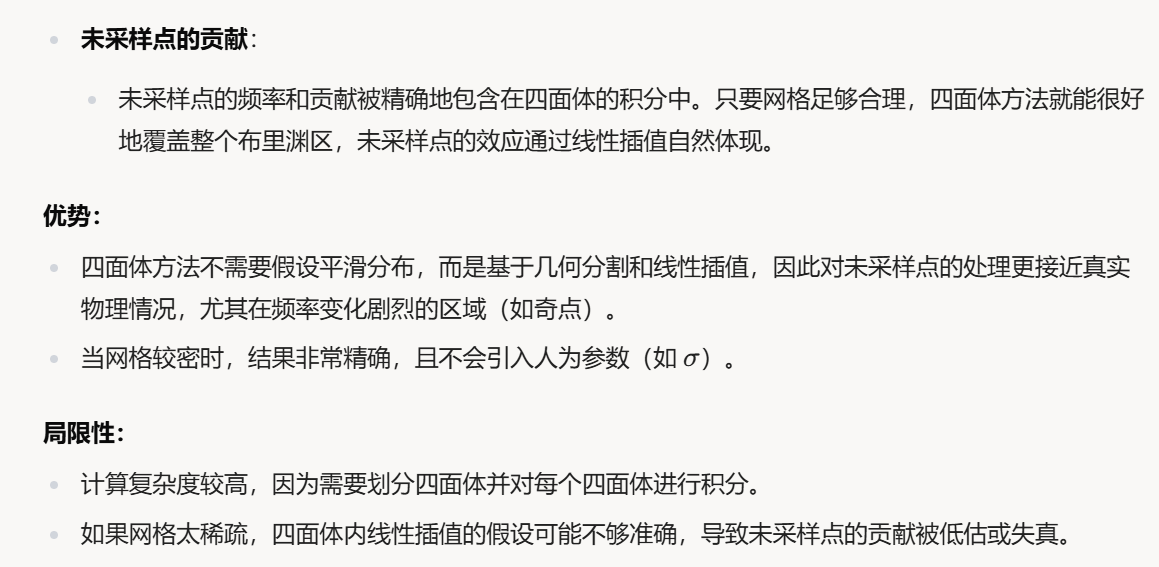 未采样点的贡献：
未采样点的频率和贡献被精确地包含在四面体的积分中。只要网格足够合理，四面体方法就能很好
地覆盖整个布里渊区，未采样点的效应通过线性插值自然体现。
优势：
四面体方法不需要假设平滑分布，而是基于几何分割和线性插值，因此对未采样点的处理更接近真实
物理情况，尤其在频率变化剧烈的区域（如奇点）。
当网格较密时，结果非常精确，且不会引入人为参数（如 σ）。
局限性：
计算复杂度较高，因为需要划分四面体并对每个四面体进行积分。
如果网格太稀疏，四面体内线性插值的假设可能不够准确，导致未采样点的贡献被低估或失真。